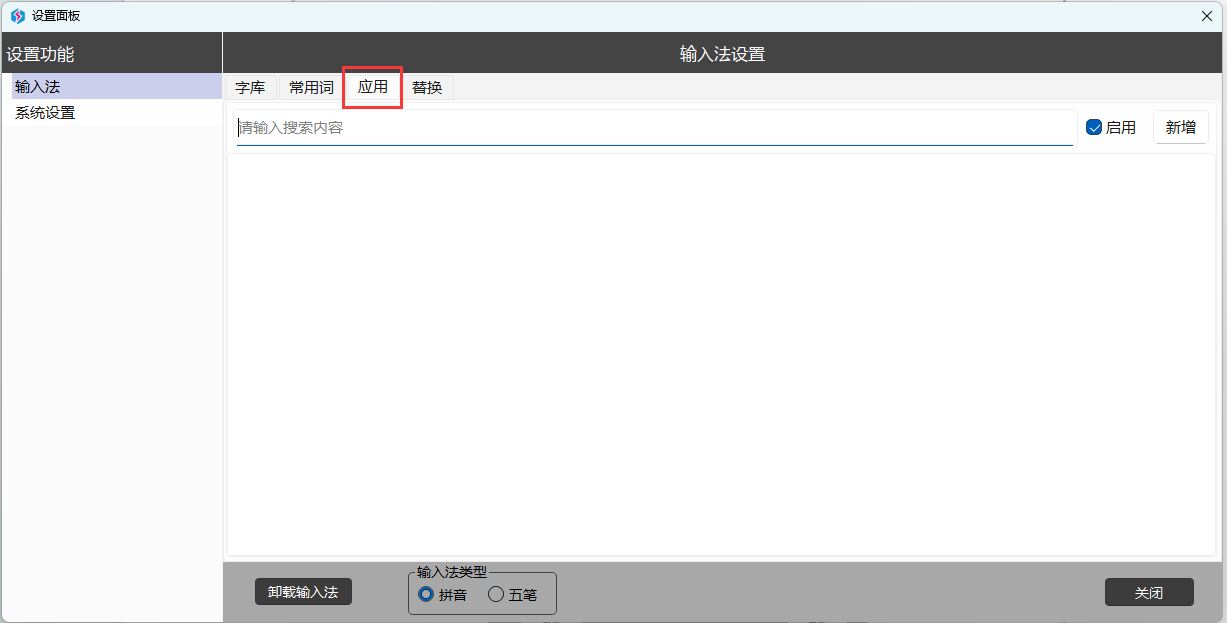 设置面板
设置功能
输入法设置
输入法
系统设置
字库 常用词 应用 替换
请输入搜索内容 启用 新增
卸载输入法
输入法类型
拼音 五笔
关闭